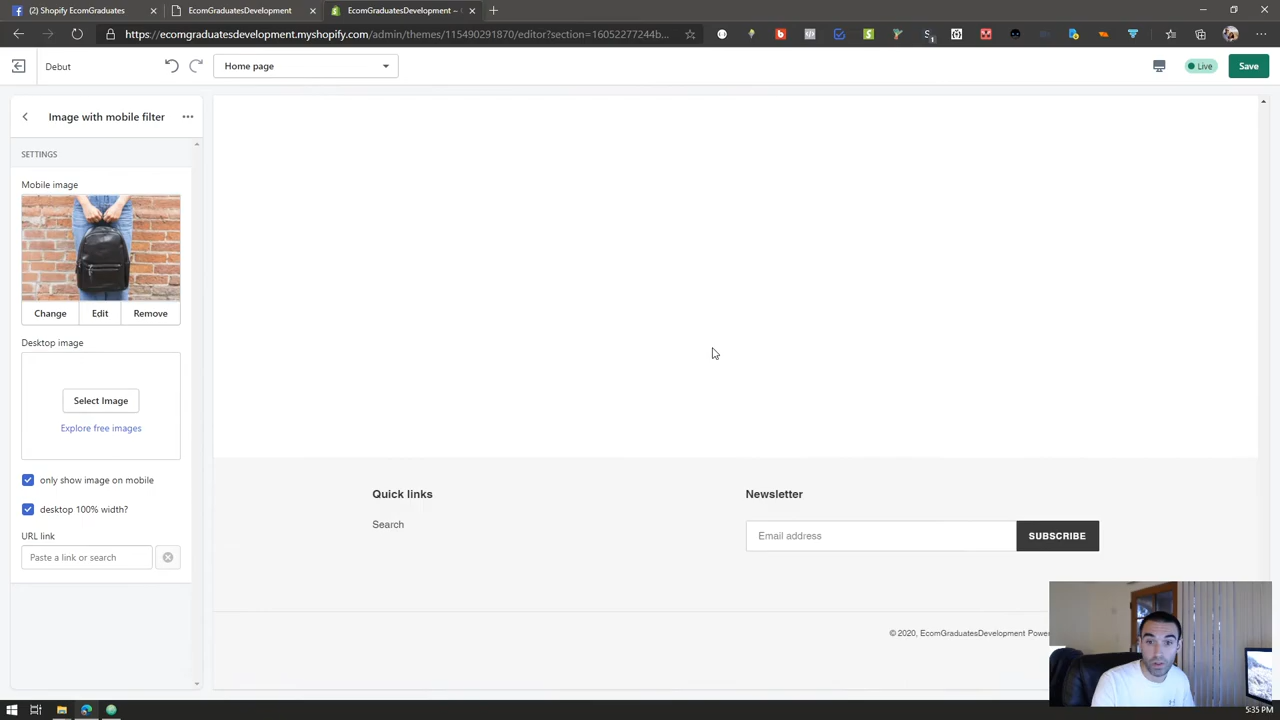 (2) Shopify EcomGraduates
EcomGraduatesDevelopment
EcomGraduatesDevelopment ~
https://ecomgraduatesdevelopment.myshopify.com/admin/themes/115490291870/editor?section=16052277244b...
Debut
Home page
Live
Save
Image with mobile filter
SETTINGS
Mobile image
Change
Edit
Remove
Desktop image
Select Image
Explore free images
only show image on mobile
desktop 100% width?
URL link
Paste a link or search
Quick links
Search
Newsletter
Email address
SUBSCRIBE
© 2020, EcomGraduatesDevelopment Powe
5:35 PM